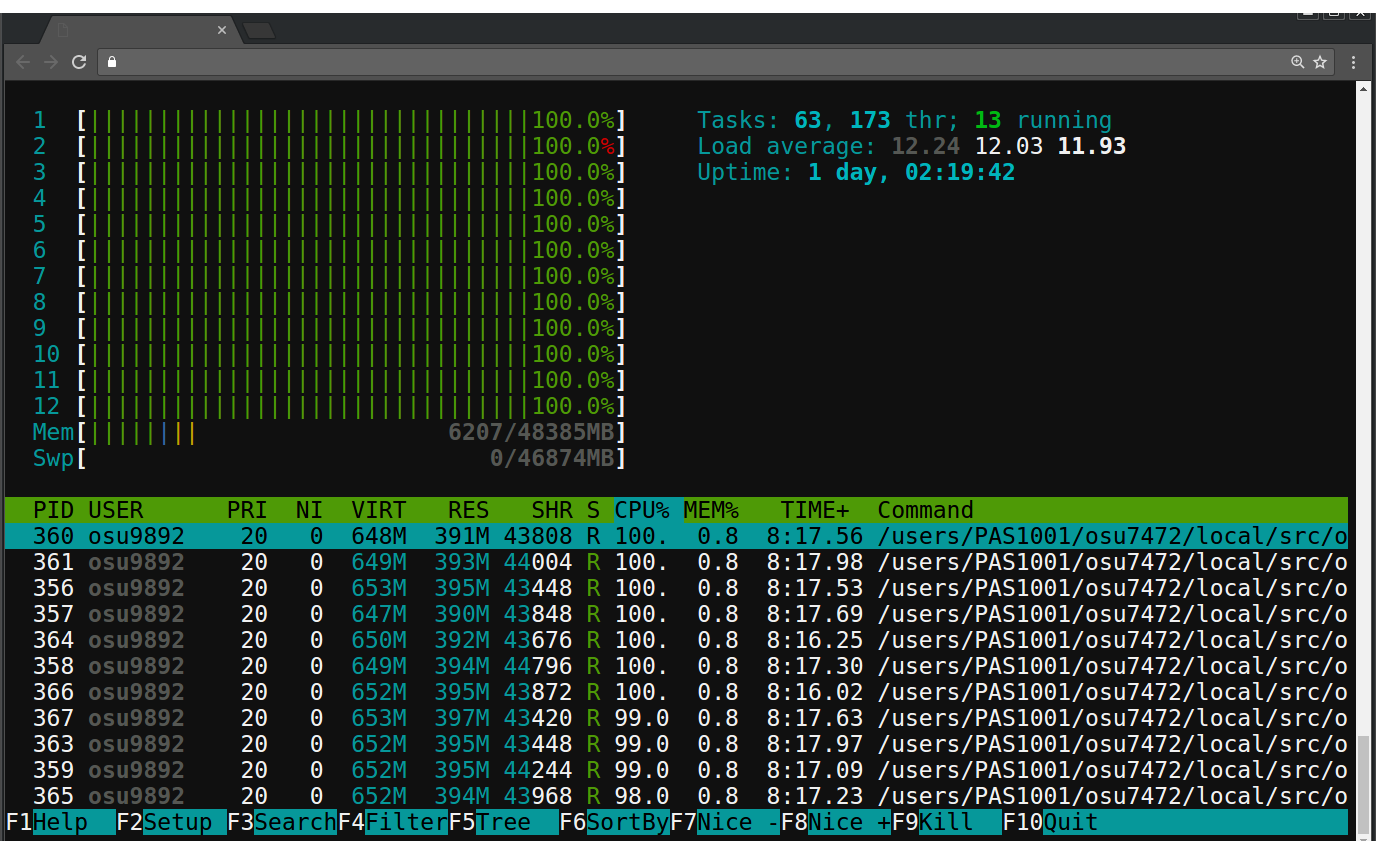 1 [||||||||||||||||||||||||||||||||100.0%] Tasks: 63, 173 thr; 13 running
2 [||||||||||||||||||||||||||||||||100.0%] Load average: 12.24 12.03 11.93
3 [||||||||||||||||||||||||||||||||100.0%] Uptime: 1 day, 02:19:42
4 [||||||||||||||||||||||||||||||||100.0%]
5 [||||||||||||||||||||||||||||||||100.0%]
6 [||||||||||||||||||||||||||||||||100.0%]
7 [||||||||||||||||||||||||||||||||100.0%]
8 [||||||||||||||||||||||||||||||||100.0%]
9 [||||||||||||||||||||||||||||||||100.0%]
10 [||||||||||||||||||||||||||||||||100.0%]
11 [||||||||||||||||||||||||||||||||100.0%]
12 [||||||||||||||||||||||||||||||||100.0%]
Mem[|||||||| 6207/48385MB]
Swp[ 0/46874MB]
PID USER PRI NI VIRT RES SHR S CPU% MEM% TIME+ Command
360 osu9892 20 0 648M 391M 43808 R 100. 0.8 8:17.56 /users/PAS1001/osu7472/local/src/o
361 osu9892 20 0 649M 393M 44004 R 100. 0.8 8:17.98 /users/PAS1001/osu7472/local/src/o
356 osu9892 20 0 653M 395M 43448 R 100. 0.8 8:17.53 /users/PAS1001/osu7472/local/src/o
357 osu9892 20 0 647M 390M 43848 R 100. 0.8 8:17.69 /users/PAS1001/osu7472/local/src/o
364 osu9892 20 0 650M 392M 43676 R 100. 0.8 8:16.25 /users/PAS1001/osu7472/local/src/o
358 osu9892 20 0 649M 394M 44796 R 100. 0.8 8:17.30 /users/PAS1001/osu7472/local/src/o
366 osu9892 20 0 652M 395M 43872 R 100. 0.8 8:16.02 /users/PAS1001/osu7472/local/src/o
367 osu9892 20 0 653M 397M 43420 R 99.0 0.8 8:17.63 /users/PAS1001/osu7472/local/src/o
363 osu9892 20 0 652M 395M 43448 R 99.0 0.8 8:17.97 /users/PAS1001/osu7472/local/src/o
359 osu9892 20 0 652M 395M 44244 R 99.0 0.8 8:17.09 /users/PAS1001/osu7472/local/src/o
365 osu9892 20 0 652M 394M 43968 R 98.0 0.8 8:17.23 /users/PAS1001/osu7472/local/src/o
F1Help F2Setup F3SearchF4FilterF5Tree F6SortByF7Nice -F8Nice +F9Kill F10Quit